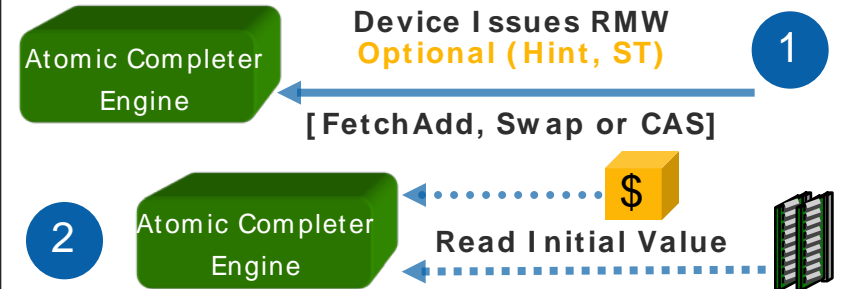 Device Issues RMW
Optional (Hint, ST)
1
Atomic Completer
Engine
[FetchAdd, Swap or CAS]
$
2
Atomic Completer
Engine
Read Initial Value